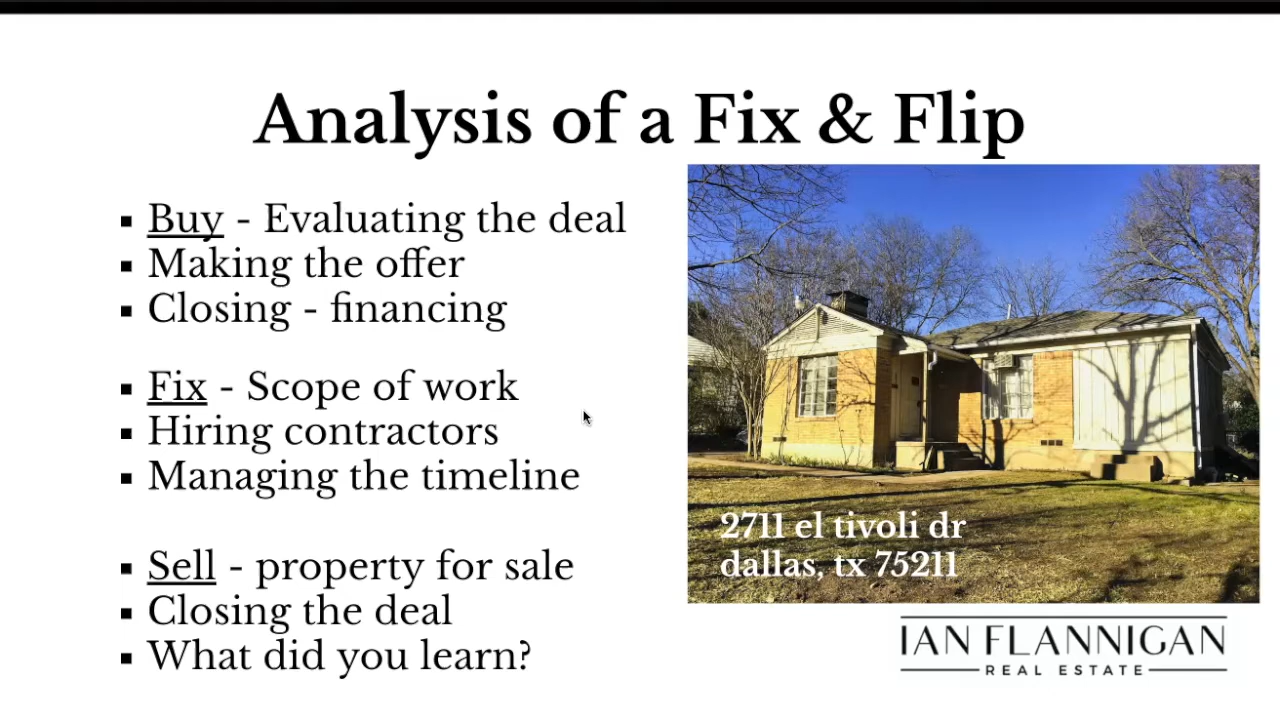 Analysis of a Fix & Flip
Buy - Evaluating the deal
Making the offer
Closing - financing
Fix - Scope of work
Hiring contractors
Managing the timeline
Sell - property for sale
Closing the deal
What did you learn?
2711 el tivoli dr
dallas, tx 75211
IAN FLANNIGAN
REAL ESTATE